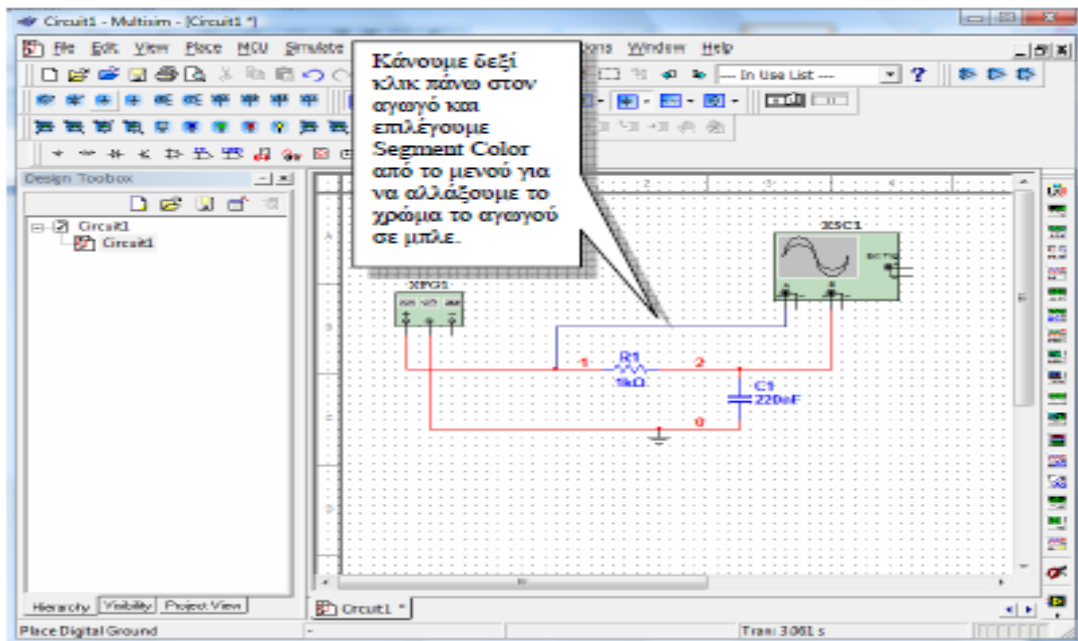 Circuit1 - Multisim - [Circuit1 *]
File Edit View Place MCU Simulate
Window Help
--- In Use List ---
Κάνουμε δεξί
κλικ πάνω στον
αγωγό και
επιλέγουμε
Segment Color
από το μενού για
να αλλάξουμε το
χρώμα το αγωγού
σε μπλε.
Design Toolbox
Circuit1
Circuit1
XFG1
XSC1
A
B
C
D
2
3
4
1
R1
1kΩ
2
C1
220nF
0
Hierarchy Visibility Project View
Circuit1 *
Place Digital Ground
-
Tran: 3.061 s